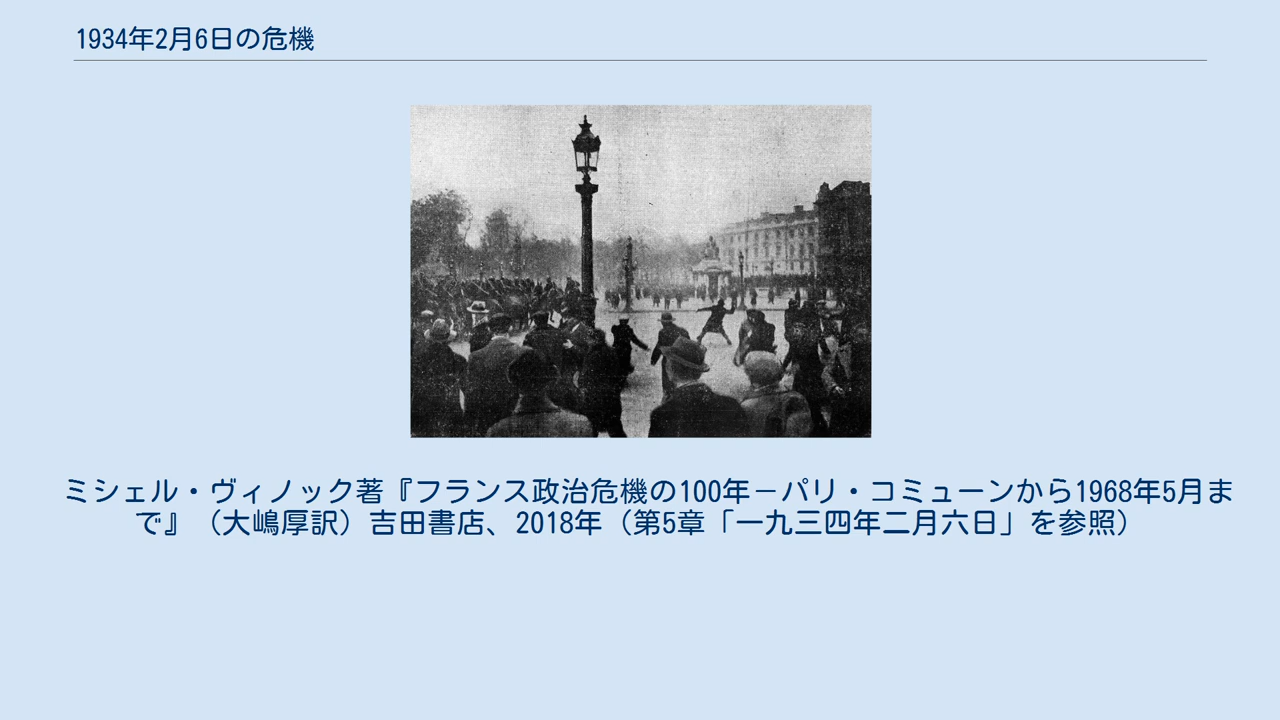 1934年2月6日の危機
ミシェル・ヴィノック著『フランス政治危機の100年－パリ・コミューンから1968年5月ま
で』（大嶋厚訳）吉田書店、2018年（第5章「一九三四年二月六日」を参照）